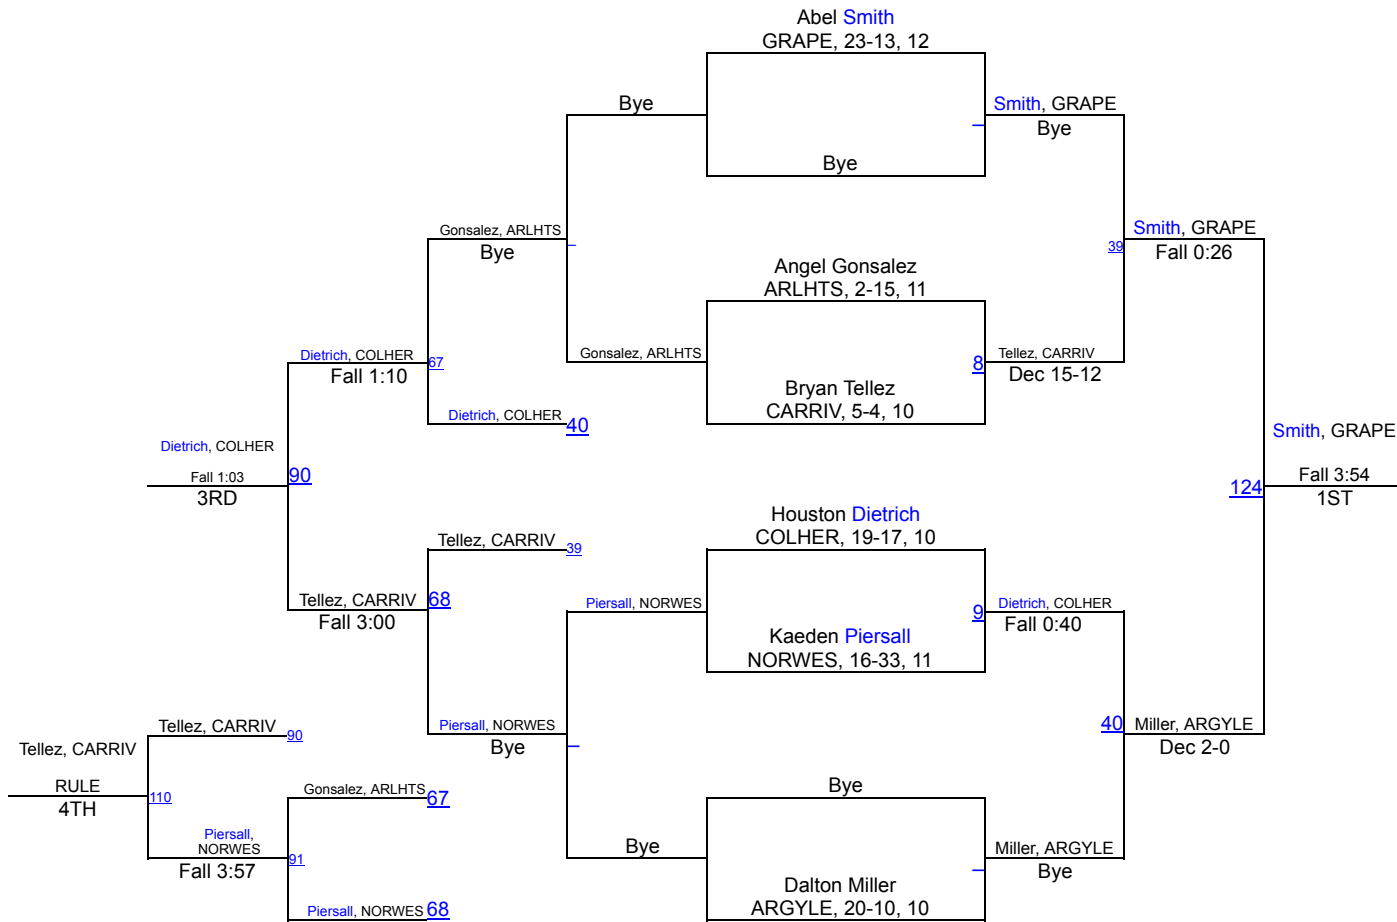 Abel Smith
GRAPE, 23-13, 12
Bye
Smith, GRAPE
Bye
Bye
Gonsalez, ARLHTS
Bye
Smith, GRAPE
39
Fall 0:26
Angel Gonsalez
ARLHTS, 2-15, 11
Dietrich, COLHER
67
Fall 1:10
Gonsalez, ARLHTS
8
Tellez, CARRIV
Dec 15-12
Bryan Tellez
CARRIV, 5-4, 10
Dietrich, COLHER
40
Dietrich, COLHER
Fall 1:03
90
3RD
Smith, GRAPE
Fall 3:54
124
1ST
Houston Dietrich
COLHER, 19-17, 10
Tellez, CARRIV
39
Tellez, CARRIV
68
Fall 3:00
Piersall, NORWES
9
Dietrich, COLHER
Fall 0:40
Kaeden Piersall
NORWES, 16-33, 11
Piersall, NORWES
Bye
40
Miller, ARGYLE
Dec 2-0
Tellez, CARRIV
90
Tellez, CARRIV
RULE
110
4TH
Gonsalez, ARLHTS
67
Bye
Piersall,
NORWES
91
Fall 3:57
Bye
Miller, ARGYLE
Bye
Dalton Miller
ARGYLE, 20-10, 10
Piersall, NORWES
68